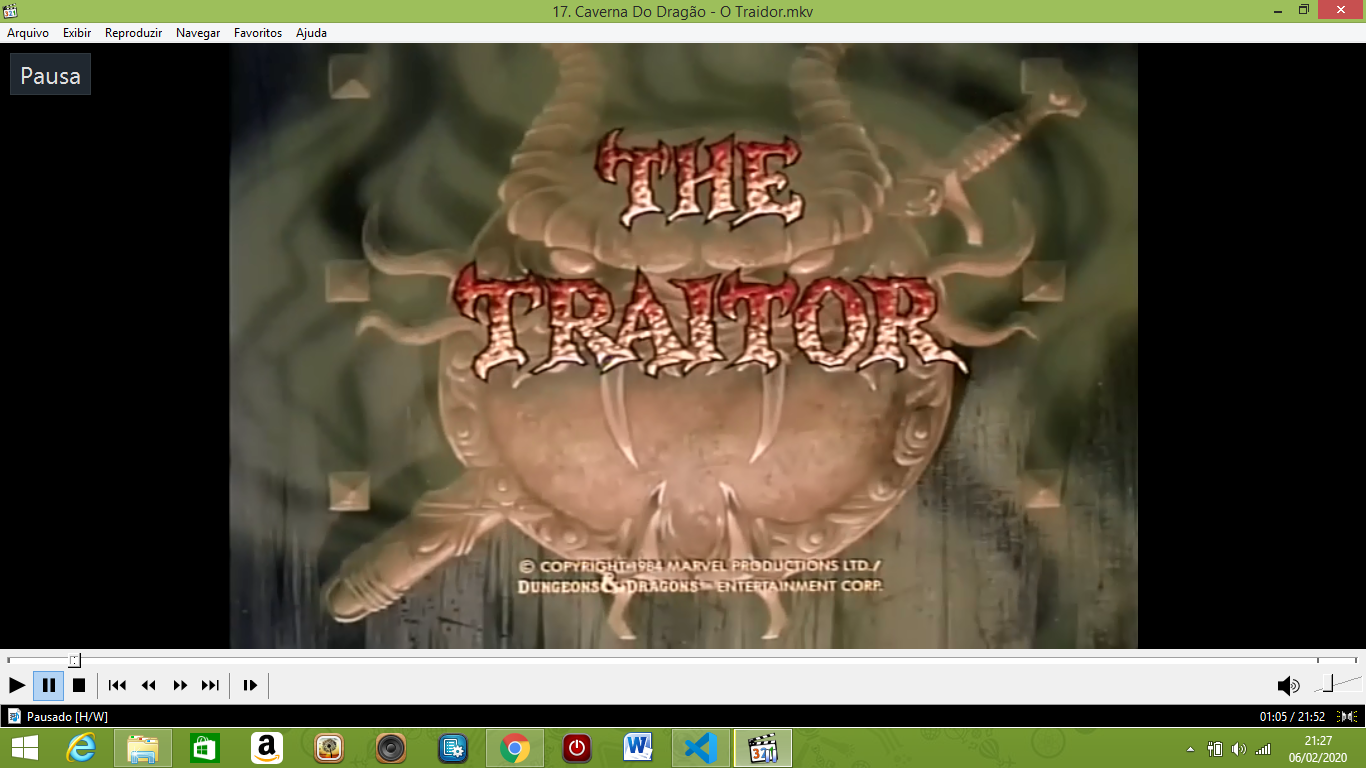 17. Caverna Do Dragão - O Traidor.mkv
Arquivo Exibir Reproduzir Navegar Favoritos Ajuda
Pausa
THE
TRAITOR
© COPYRIGHT 1984 MARVEL PRODUCTIONS LTD./
DUNGEONS & DRAGONS™ ENTERTAINMENT CORP.
Pausado [H/W]
01:05 / 21:52
21:27
06/02/2020